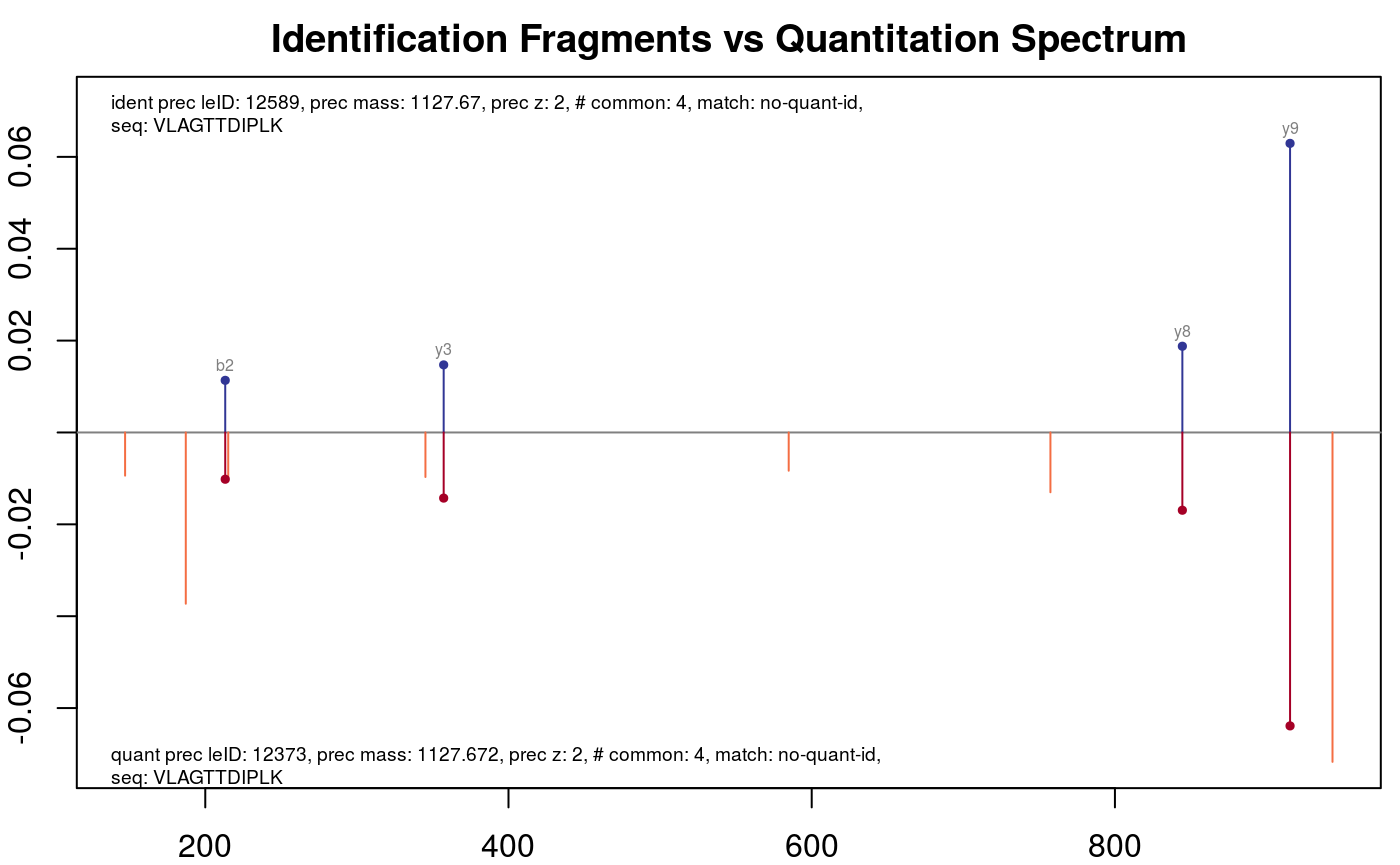 Identification Fragments vs Quantitation Spectrum
ident prec leID: 12589, prec mass: 1127.67, prec z: 2, # common: 4, match: no-quant-id,
seq: VLAGTTDIPLK
y9
y8
y3
b2
0.06
0.04
0.02
-0.02
-0.06
quant prec leID: 12373, prec mass: 1127.672, prec z: 2, # common: 4, match: no-quant-id,
seq: VLAGTTDIPLK
200 400 600 800